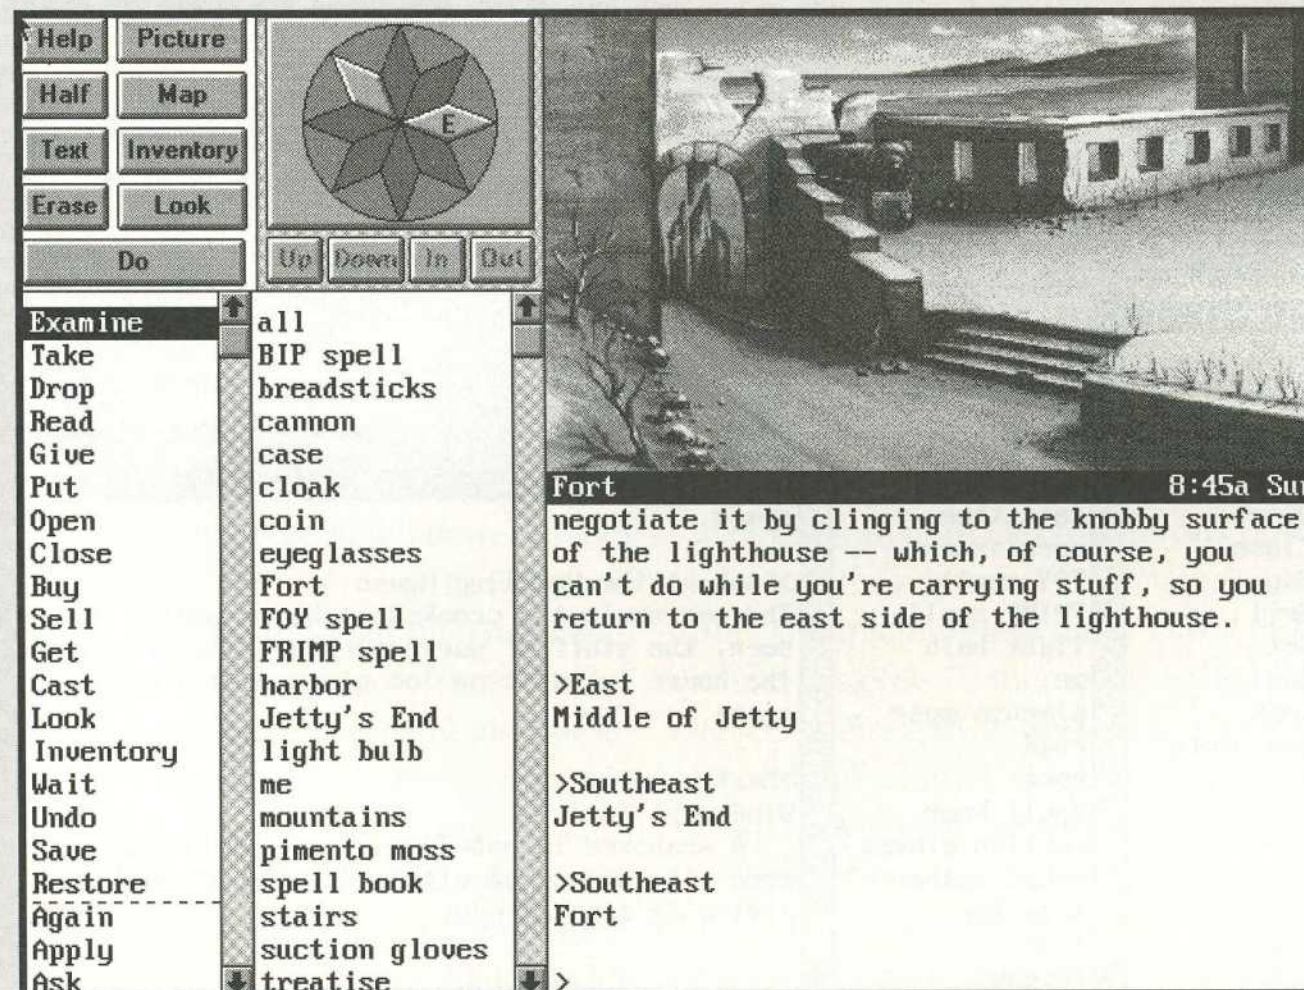 Help Picture
Half Map
Text Inventory
Erase Look
Do
E
Up Down In Out
Examine
Take
Drop
Read
Give
Put
Open
Close
Buy
Sell
Get
Cast
Look
Inventory
Wait
Undo
Save
Restore
Again
Apply
Ask
all
BIP spell
breadsticks
cannon
case
cloak
coin
eyeglasses
Fort
FOY spell
FRIMP spell
harbor
Jetty's End
light bulb
me
mountains
pimento moss
spell book
stairs
suction gloves
treatise
Fort 8:45a Sun
negotiate it by clinging to the knobby surface
of the lighthouse -- which, of course, you
can't do while you're carrying stuff, so you
return to the east side of the lighthouse.
>East
Middle of Jetty
>Southeast
Jetty's End
>Southeast
Fort
>